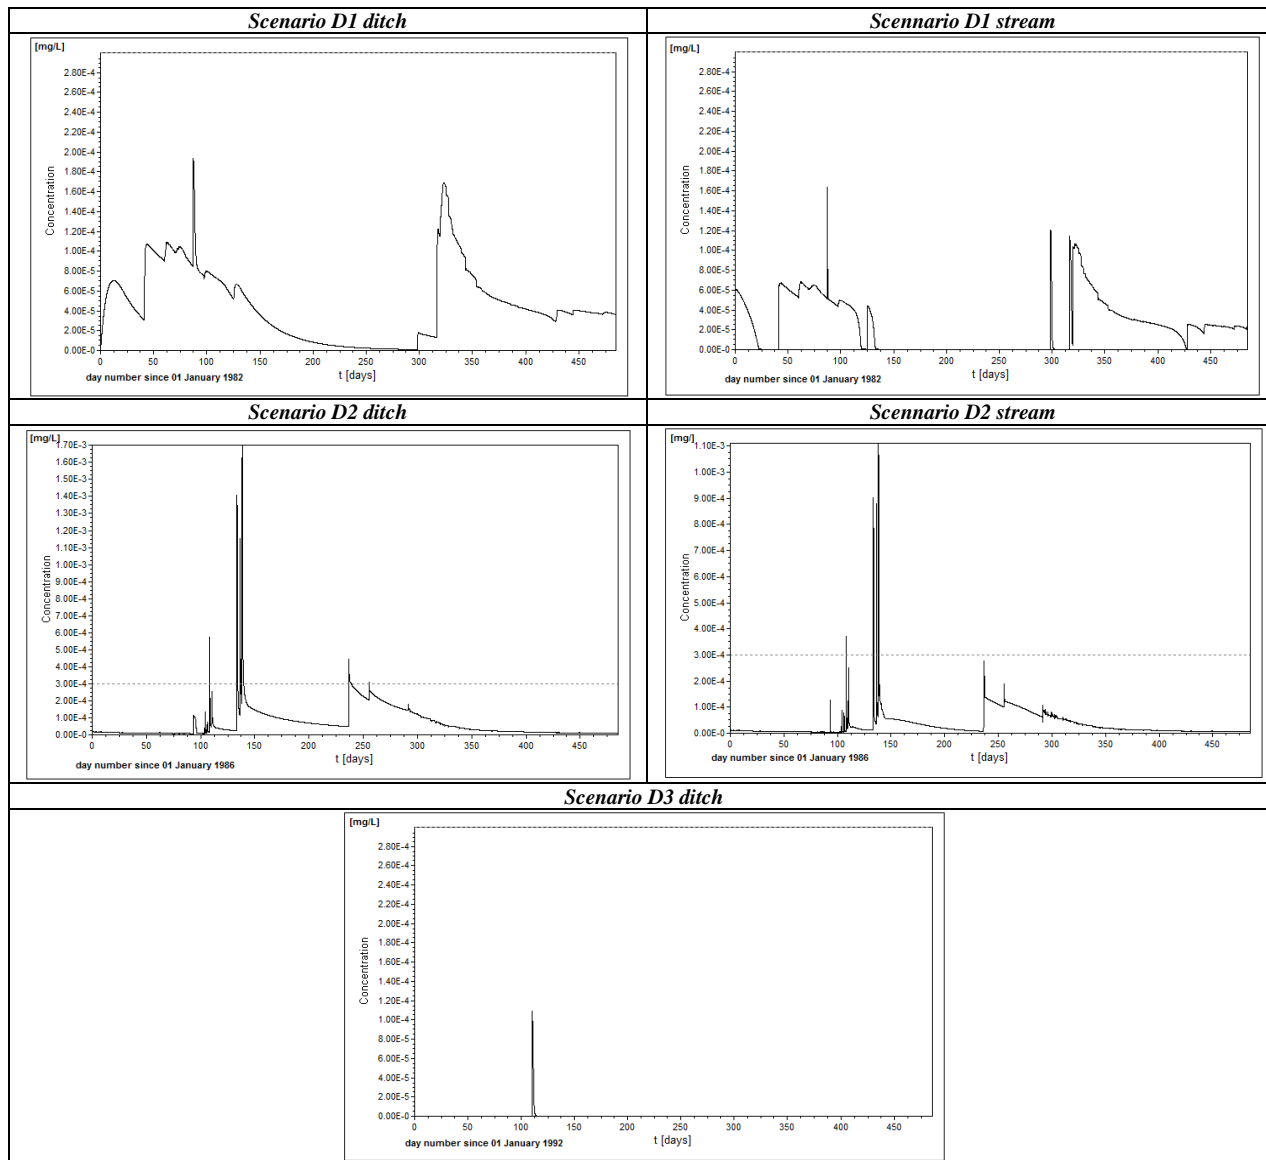 Scenario D1 ditch
Scennario D1 stream
[mg/L]
2.80E-4
2.60E-4
2.40E-4
2.20E-4
2.00E-4
1.80E-4
1.60E-4
1.40E-4
1.20E-4
1.00E-4
8.00E-5
6.00E-5
4.00E-5
2.00E-5
0.00E-0
Concentration
0 50 100 150 200 250 300 350 400 450
t [days]
day number since 01 January 1982
[mg/L]
2.80E-4
2.60E-4
2.40E-4
2.20E-4
2.00E-4
1.80E-4
1.60E-4
1.40E-4
1.20E-4
1.00E-4
8.00E-5
6.00E-5
4.00E-5
2.00E-5
0.00E-0
Concentration
0 50 100 150 200 250 300 350 400 450
t [days]
day number since 01 January 1982
Scenario D2 ditch
Scennario D2 stream
[mg/L]
1.70E-3
1.60E-3
1.50E-3
1.40E-3
1.30E-3
1.20E-3
1.10E-3
1.00E-3
9.00E-4
8.00E-4
7.00E-4
6.00E-4
5.00E-4
4.00E-4
3.00E-4
2.00E-4
1.00E-4
0.00E-0
Concentration
0 50 100 150 200 250 300 350 400 450
t [days]
day number since 01 January 1986
[mg/]
1.10E-3
1.00E-3
9.00E-4
8.00E-4
7.00E-4
6.00E-4
5.00E-4
4.00E-4
3.00E-4
2.00E-4
1.00E-4
0.00E-0
Concentration
0 50 100 150 200 250 300 350 400 450
t [days]
day number since 01 January 1986
Scenario D3 ditch
[mg/L]
2.80E-4
2.60E-4
2.40E-4
2.20E-4
2.00E-4
1.80E-4
1.60E-4
1.40E-4
1.20E-4
1.00E-4
8.00E-5
6.00E-5
4.00E-5
2.00E-5
0.00E-0
Concentration
0 50 100 150 200 250 300 350 400 450
t [days]
day number since 01 January 1992